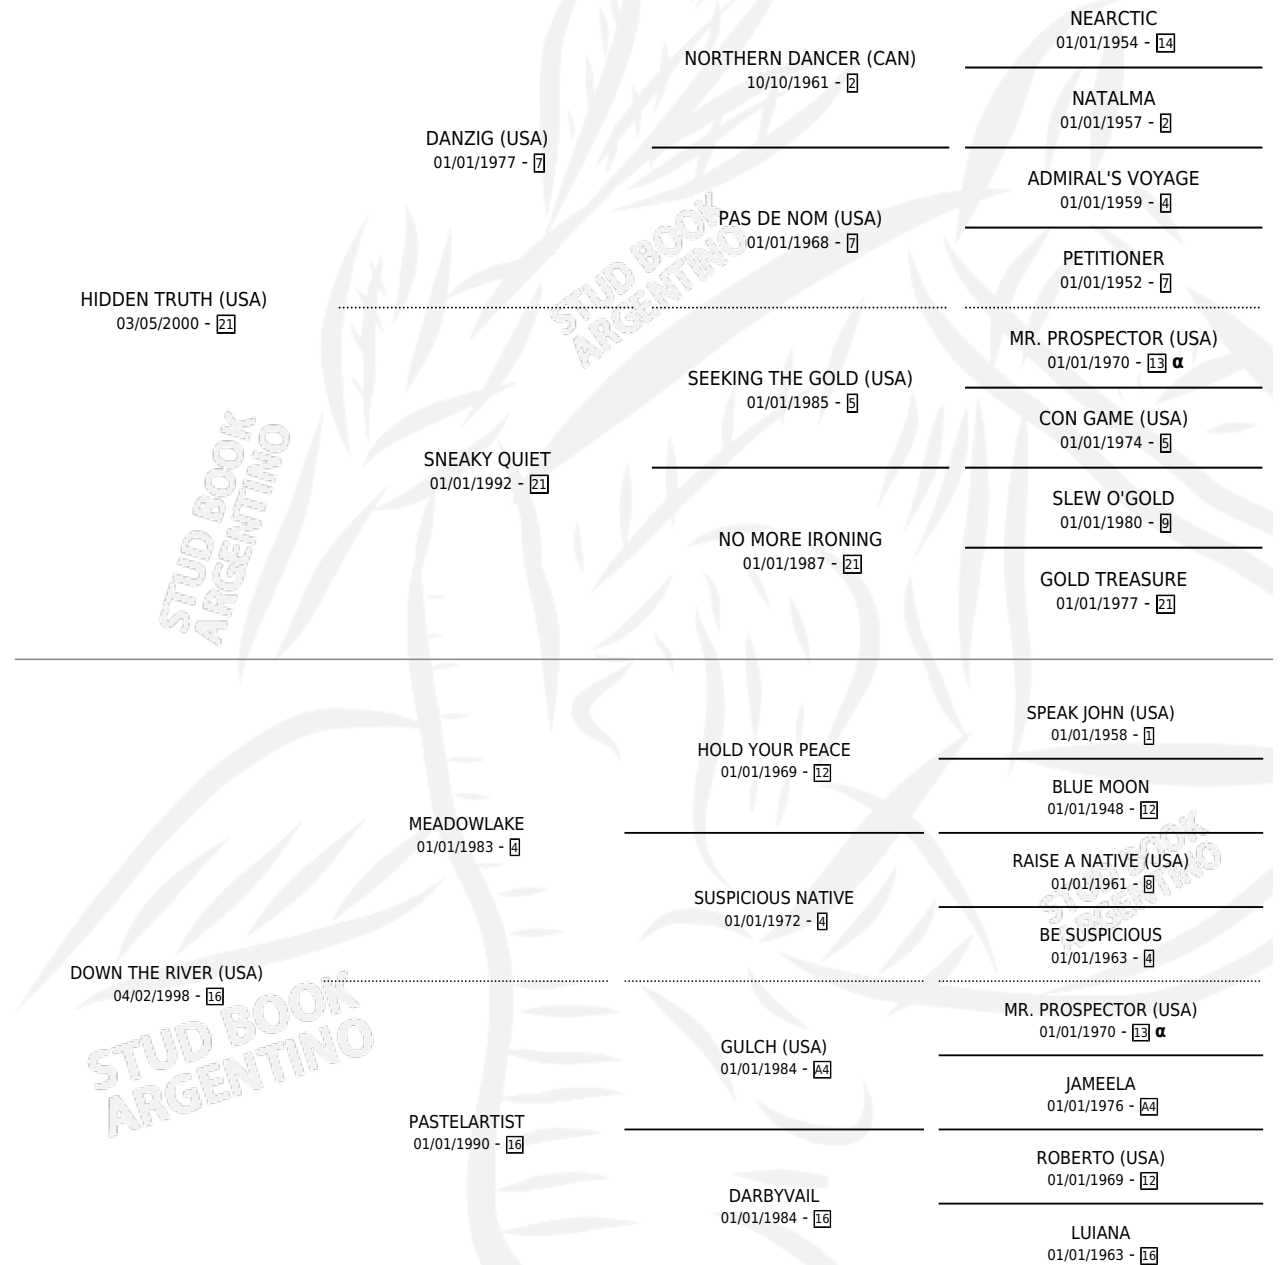 NEARCTIC
01/01/1954 - 14
NORTHERN DANCER (CAN)
10/10/1961 - 2
NATALMA
01/01/1957 - 2
DANZIG (USA)
01/01/1977 - 7
ADMIRAL'S VOYAGE
01/01/1959 - 4
PAS DE NOM (USA)
01/01/1968 - 7
PETITIONER
01/01/1952 - 7
HIDDEN TRUTH (USA)
03/05/2000 - 21
MR. PROSPECTOR (USA)
01/01/1970 - 13 α
SEEKING THE GOLD (USA)
01/01/1985 - 5
CON GAME (USA)
01/01/1974 - 5
SNEAKY QUIET
01/01/1992 - 21
SLEW O'GOLD
01/01/1980 - 9
NO MORE IRONING
01/01/1987 - 21
GOLD TREASURE
01/01/1977 - 21
SPEAK JOHN (USA)
01/01/1958 - 1
HOLD YOUR PEACE
01/01/1969 - 12
BLUE MOON
01/01/1948 - 12
MEADOWLAKE
01/01/1983 - 4
RAISE A NATIVE (USA)
01/01/1961 - 8
SUSPICIOUS NATIVE
01/01/1972 - 4
BE SUSPICIOUS
01/01/1963 - 4
DOWN THE RIVER (USA)
04/02/1998 - 16
MR. PROSPECTOR (USA)
01/01/1970 - 13 α
GULCH (USA)
01/01/1984 - A4
JAMEELA
01/01/1976 - A4
PASTELARTIST
01/01/1990 - 16
ROBERTO (USA)
01/01/1969 - 12
DARBYVAIL
01/01/1984 - 16
LUIANA
01/01/1963 - 16
STUD BOOK
ARGENTINO
STUD BOOK
ARGENTINO
STUD BOOK
ARGENTINO
STUD BOOK
ARGENTINO